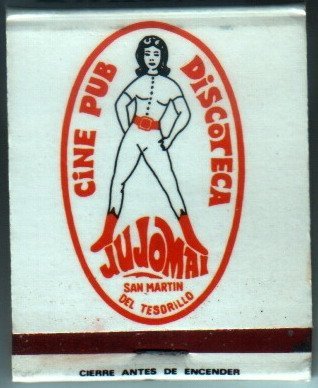 CiNE PUB
DiSCOTECA
JUJOMAI
SAN MARTIN
DEL TESORILLO
CIERRE ANTES DE ENCENDER